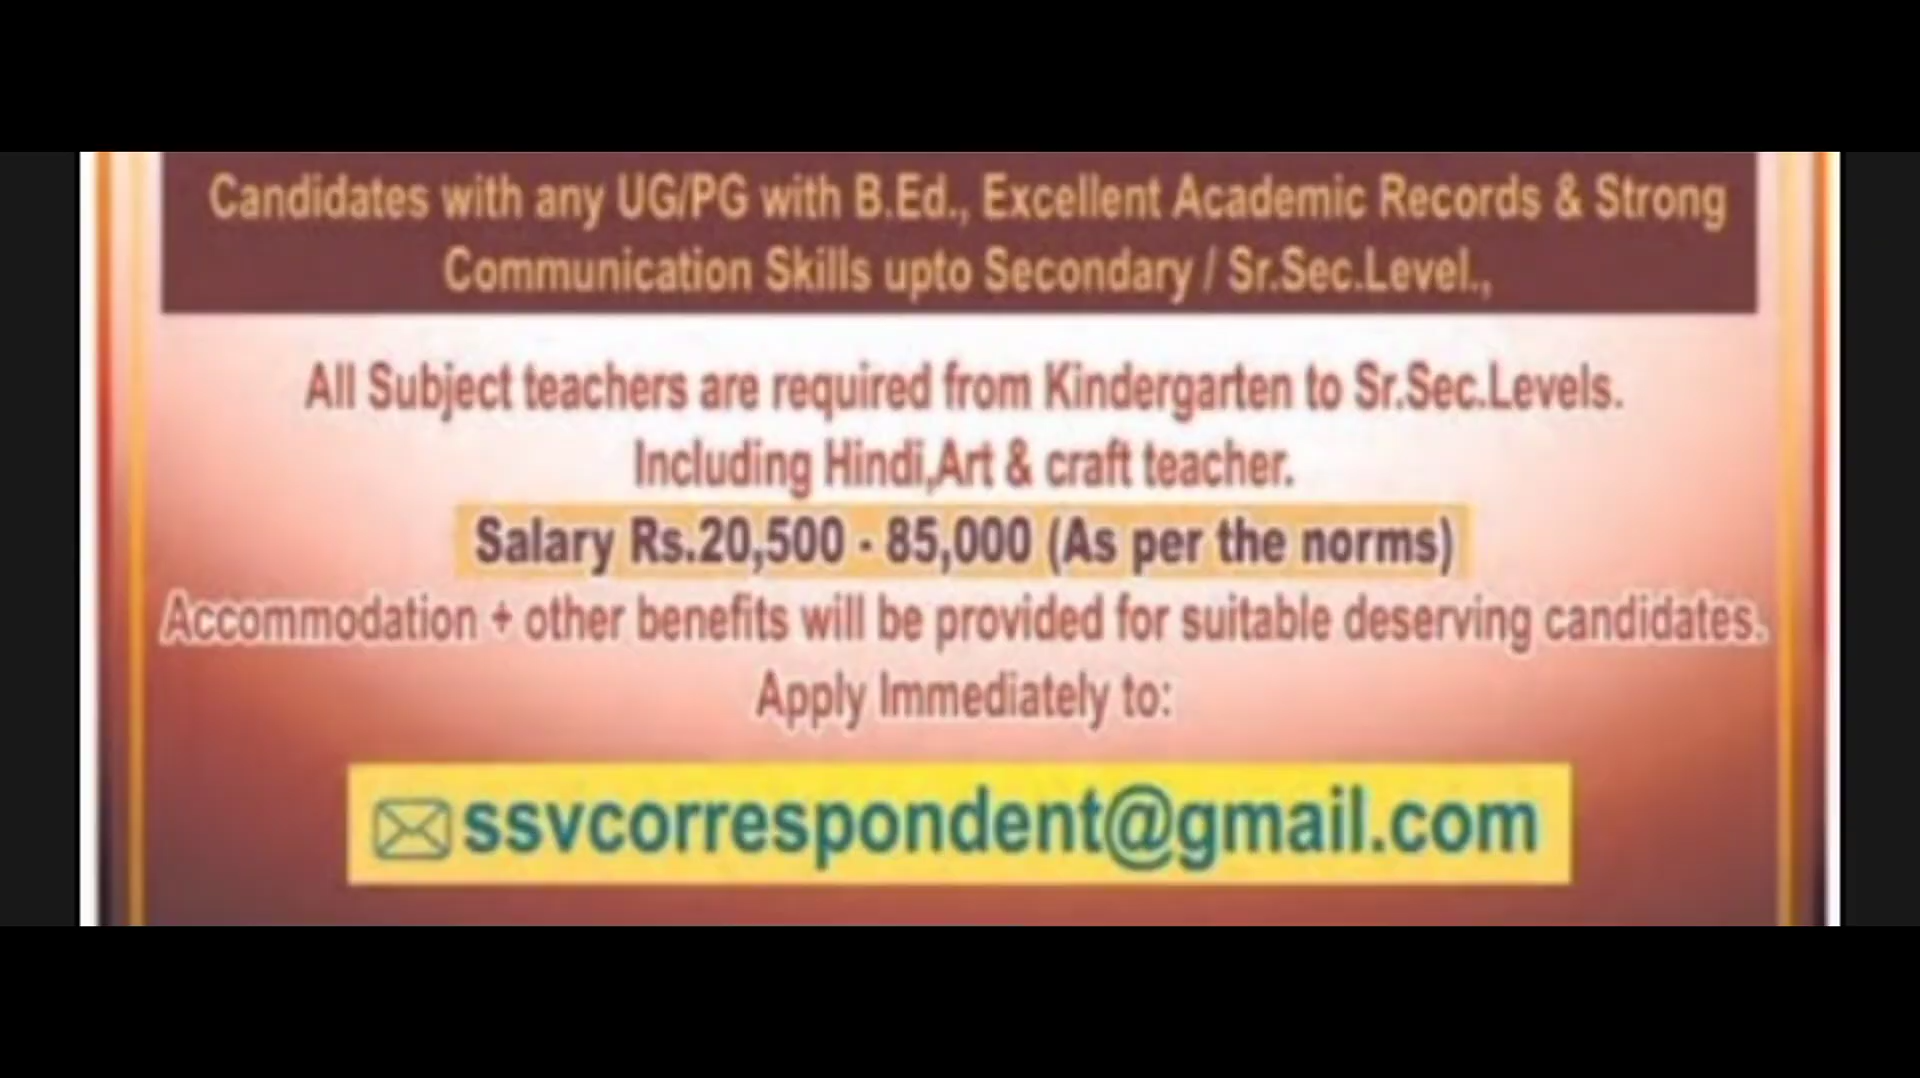 Candidates with any UG/PG with B.Ed., Excellent Academic Records & Strong
Communication Skills upto Secondary / Sr.Sec.Level.,
All Subject teachers are required from Kindergarten to Sr.Sec.Levels.
Including Hindi,Art & craft teacher.
Salary Rs.20,500 - 85,000 (As per the norms)
Accommodation + other benefits will be provided for suitable deserving candidates.
Apply Immediately to:
ssvcorrespondent@gmail.com